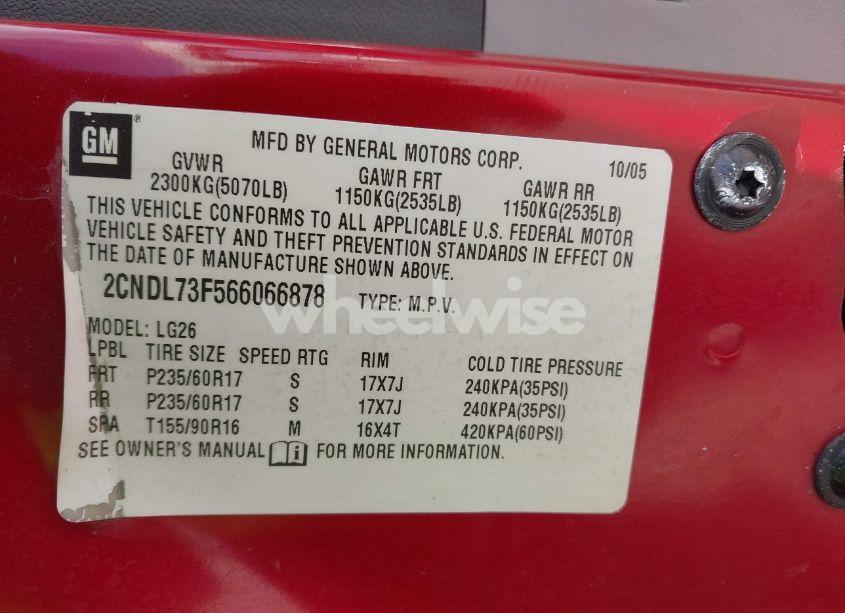 GM ®
MFD BY GENERAL MOTORS CORP. 10/05
GVWR GAWR FRT GAWR RR
2300KG(5070LB) 1150KG(2535LB) 1150KG(2535LB)
THIS VEHICLE CONFORMS TO ALL APPLICABLE U.S. FEDERAL MOTOR
VEHICLE SAFETY AND THEFT PREVENTION STANDARDS IN EFFECT ON
THE DATE OF MANUFACTURE SHOWN ABOVE.
2CNDL73F566066878 TYPE: M.P.V.
wheelwise
MODEL: LG26
LPBL TIRE SIZE SPEED RTG RIM COLD TIRE PRESSURE
FRT P235/60R17 S 17X7J 240KPA(35PSI)
RR P235/60R17 S 17X7J 240KPA(35PSI)
SPA T155/90R16 M 16X4T 420KPA(60PSI)
SEE OWNER'S MANUAL FOR MORE INFORMATION.